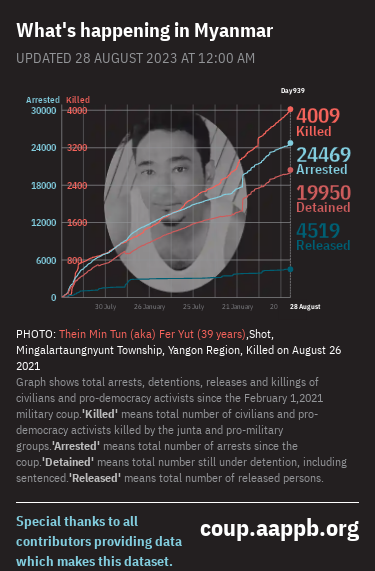 What's happening in Myanmar
UPDATED 28 AUGUST 2023 AT 12:00 AM
Day939
Arrested Killed
30000 4000
24000 3200
18000 2400
12000 1600
6000 800
0
4009
Killed
24469
Arrested
19950
Detained
4519
Released
30 July 26 January 25 July 21 January 20 28 August
PHOTO: Thein Min Tun (aka) Fer Yut (39 years),Shot,
Mingalartaungnyunt Township, Yangon Region, Killed on August 26
2021
Graph shows total arrests, detentions, releases and killings of
civilians and pro-democracy activists since the February 1,2021
military coup.'Killed' means total number of civilians and pro-
democracy activists killed by the junta and pro-military
groups.'Arrested' means total number of arrests since the
coup.'Detained' means total number still under detention, including
sentenced.'Released' means total number of released persons.
Special thanks to all
contributors providing data
which makes this dataset.
coup.aappb.org